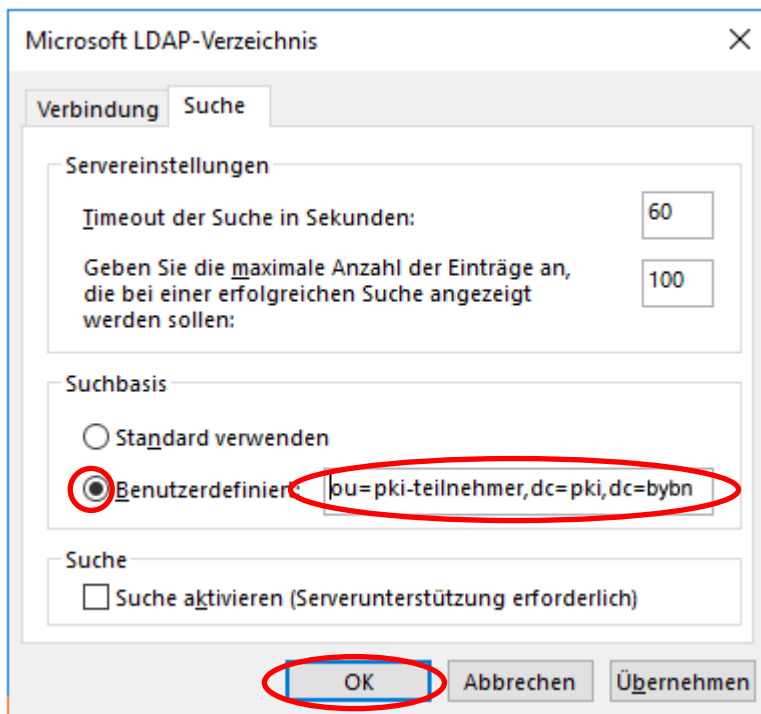 Microsoft LDAP-Verzeichnis
Verbindung Suche
Servereinstellungen
Timeout der Suche in Sekunden: 60
Geben Sie die maximale Anzahl der Einträge an, 100
die bei einer erfolgreichen Suche angezeigt
werden sollen:
Suchbasis
Standard verwenden
Benutzerdefiniert: ou=pki-teilnehmer,dc=pki,dc=bybn
Suche
Suche aktivieren (Serverunterstützung erforderlich)
OK Abbrechen Übernehmen